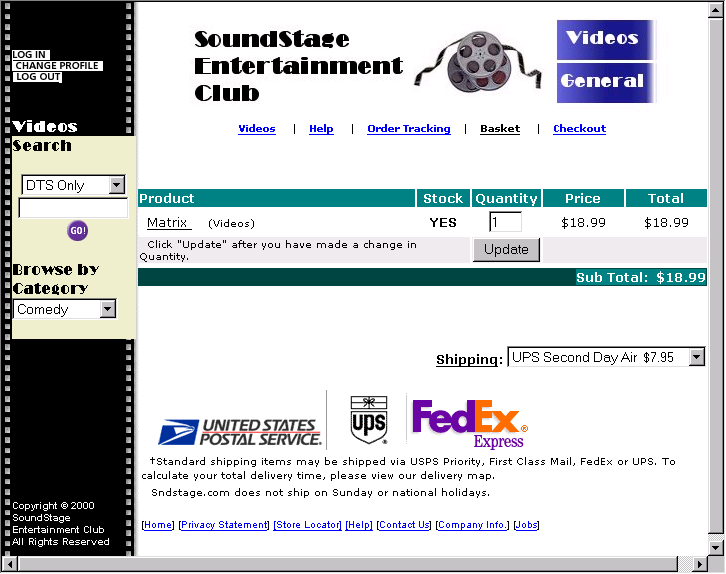 LOG IN
CHANGE PROFILE
LOG OUT
SoundStage
Entertainment
Club
Videos
General
Videos | Help | Order Tracking | Basket | Checkout
Videos
Search
DTS Only
GO!
Browse by
Category
Comedy
Product Stock Quantity Price Total
Matrix (Videos) YES 1 $18.99 $18.99
Click "Update" after you have made a change in
Quantity.
Update
Sub Total: $18.99
Shipping: UPS Second Day Air $7.95
UNITED STATES
POSTAL SERVICE.
ups
FedEx
Express
†Standard shipping items may be shipped via USPS Priority, First Class Mail, FedEx or UPS. To
calculate your total delivery time, please view our delivery map.
Sndstage.com does not ship on Sunday or national holidays.
[Home] [Privacy Statement] [Store Locator] [Help] [Contact Us] [Company Info.] [Jobs]
Copyright © 2000
SoundStage
Entertainment Club
All Rights Reserved